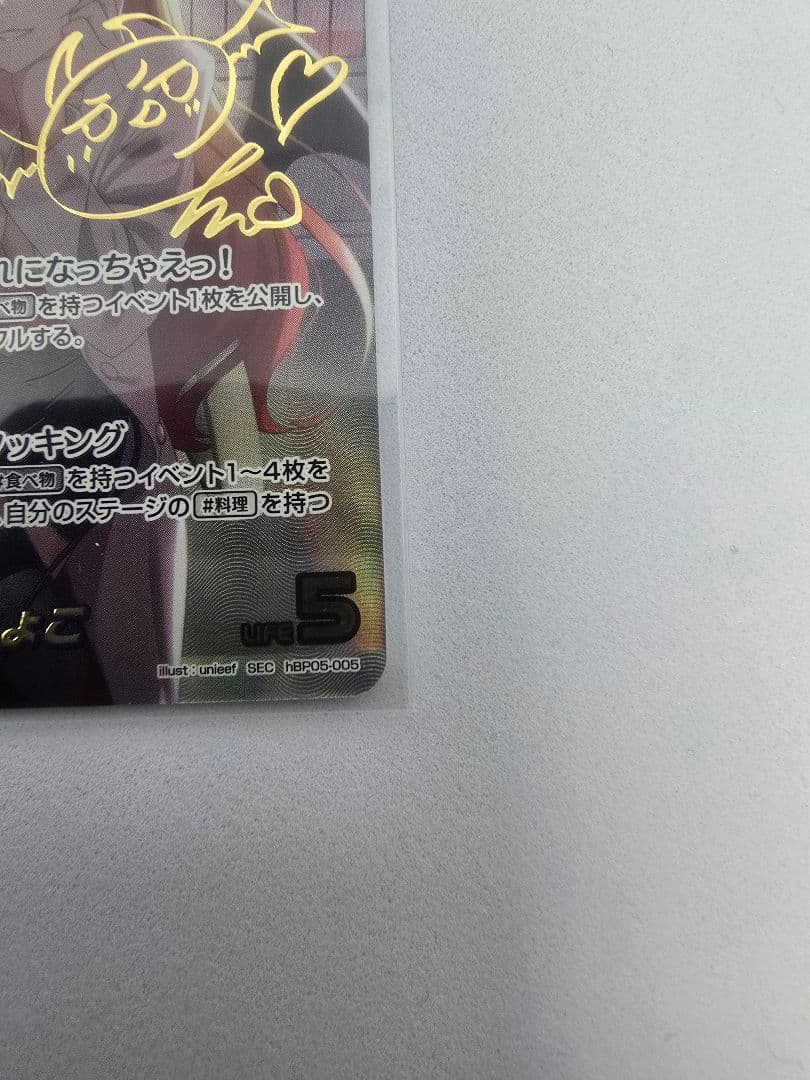 れになっちゃえっ！
べ物 を持つイベント1枚を公開し、
フルする。
ッキング
#食べ物 を持つイベント1～4枚を
、自分のステージの #料理 を持つ
よこ
LIFE 5
illust : unieef SEC hBP05-005